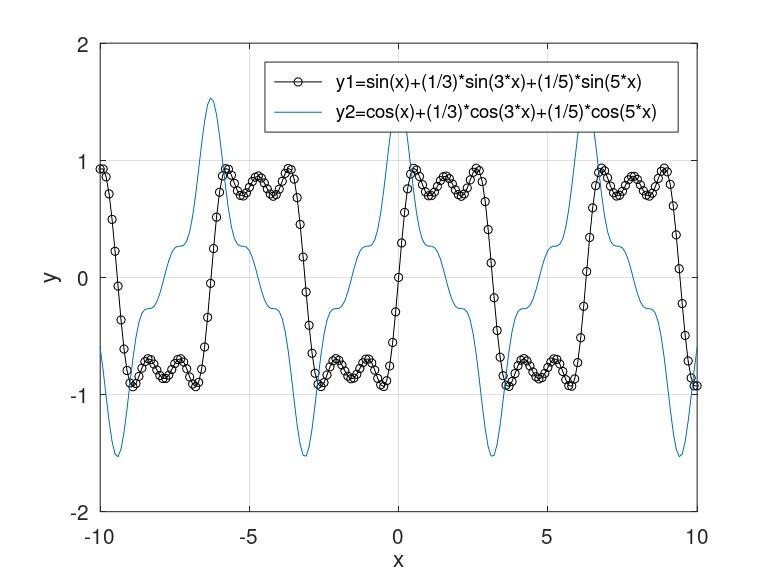 2
y1=sin(x)+(1/3)*sin(3*x)+(1/5)*sin(5*x)
y2=cos(x)+(1/3)*cos(3*x)+(1/5)*cos(5*x)
1
y
0
-1
-2
-10 -5 0 5 10
x